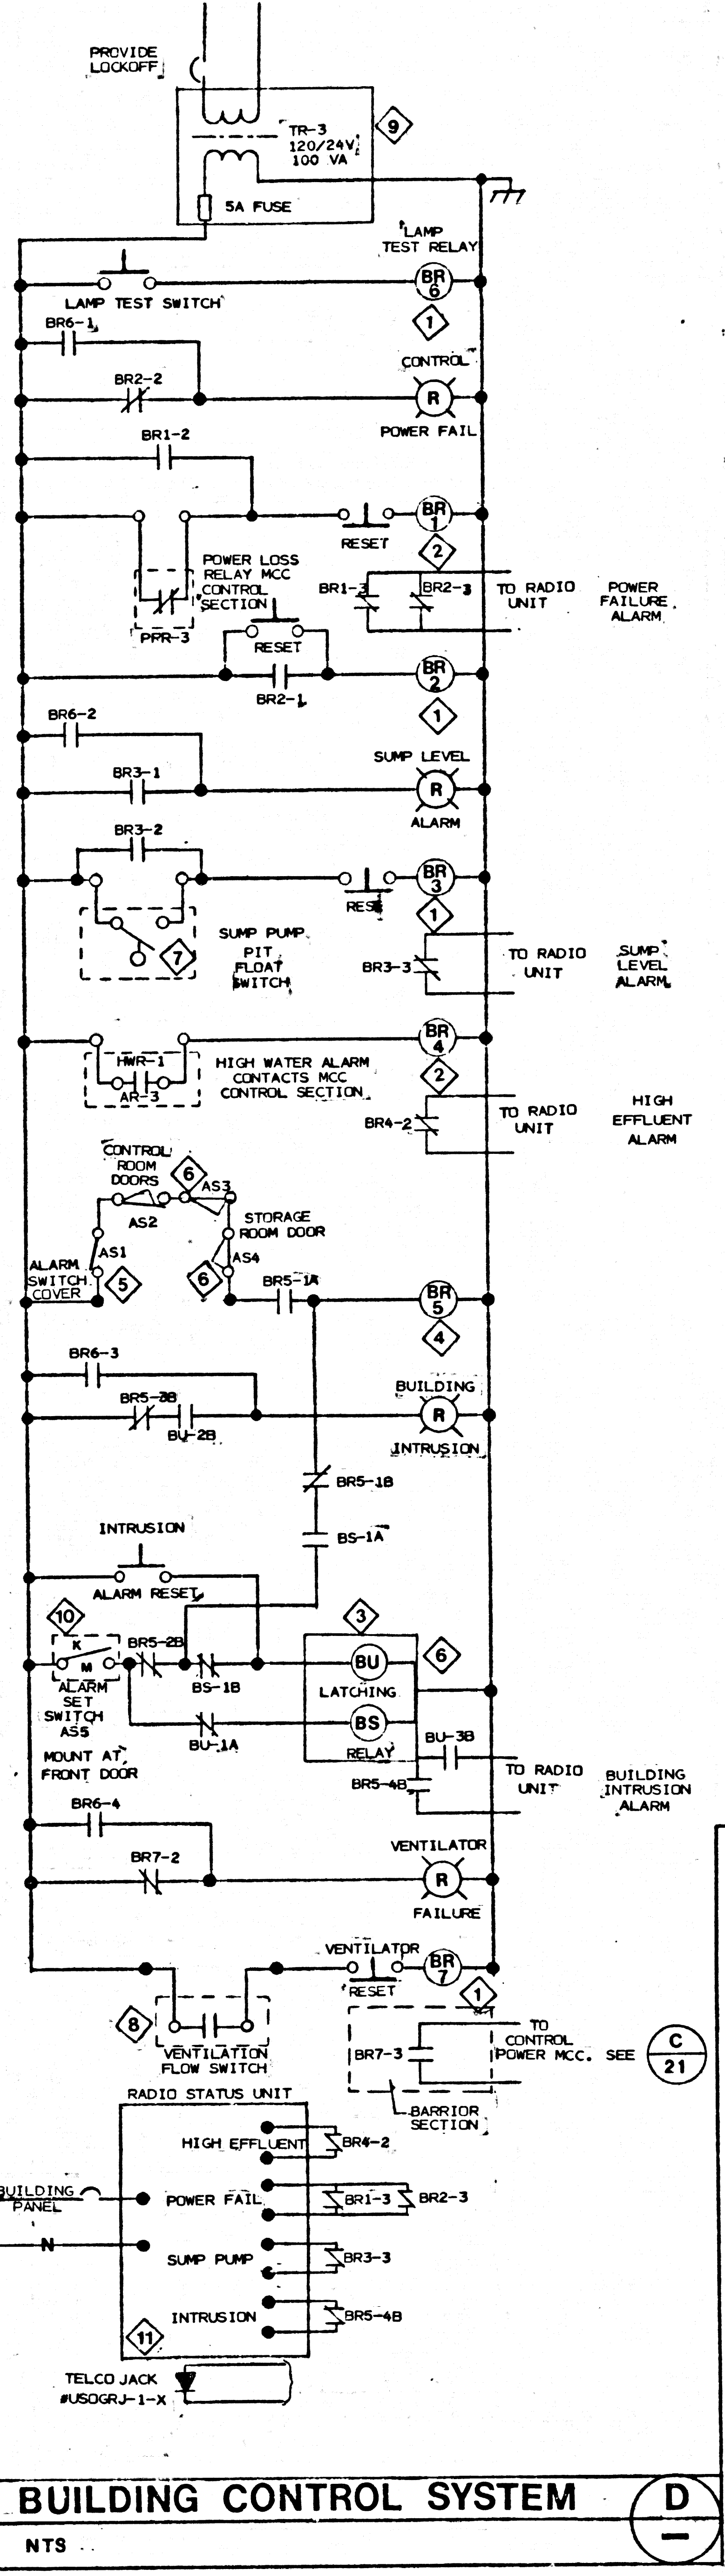 PROVIDE
LOCKOFF
9
TR-3
120/24V
100 VA
5A FUSE
LAMP
TEST RELAY
BR
6
LAMP TEST SWITCH
1
BR6-1
CONTROL
BR2-2
R
POWER FAIL
BR1-2
BR
1
RESET
2
POWER LOSS
RELAY MCC
CONTROL
SECTION
PPR-3
BR1-3
BR2-3
TO RADIO
UNIT
POWER
FAILURE
ALARM
RESET
BR
2
BR2-1
1
BR6-2
SUMP LEVEL
BR3-1
R
ALARM
BR3-2
BR
3
1
SUMP PUMP
PIT
FLOAT
SWITCH
7
BR3-3
TO RADIO
UNIT
SUMP
LEVEL
ALARM
BR
4
HWR-1
AR-3
HIGH WATER ALARM
CONTACTS MCC
CONTROL SECTION
2
BR4-2
TO RADIO
UNIT
HIGH
EFFLUENT
ALARM
CONTROL
ROOM
DOORS
6
AS3
AS2
STORAGE
ROOM DOOR
AS1
AS4
ALARM
SWITCH
COVER
5
6
BR5-1A
BR
5
4
BR6-3
BUILDING
BR5-3B
BU-2B
R
INTRUSION
BR5-1B
BS-1A
INTRUSION
ALARM RESET
10
3
K
M
BR5-2B
BS-1B
BU
6
LATCHING
ALARM
SET
SWITCH
AS5
BU-1A
BS
RELAY
MOUNT AT
FRONT DOOR
BU-3B
BR5-4B
TO RADIO
UNIT
BUILDING
INTRUSION
ALARM
BR6-4
VENTILATOR
BR7-2
R
FAILURE
VENTILATOR
BR
7
RESET
1
8
VENTILATION
FLOW SWITCH
BR7-3
TO
CONTROL
POWER MCC. SEE
C
21
BARRIOR
SECTION
RADIO STATUS UNIT
HIGH EFFLUENT
BR4-2
BUILDING
PANEL
POWER FAIL
BR1-3
BR2-3
N
SUMP PUMP
BR3-3
INTRUSION
BR5-4B
11
TELCO JACK
#USOGRJ-1-X
BUILDING CONTROL SYSTEM
D
NTS